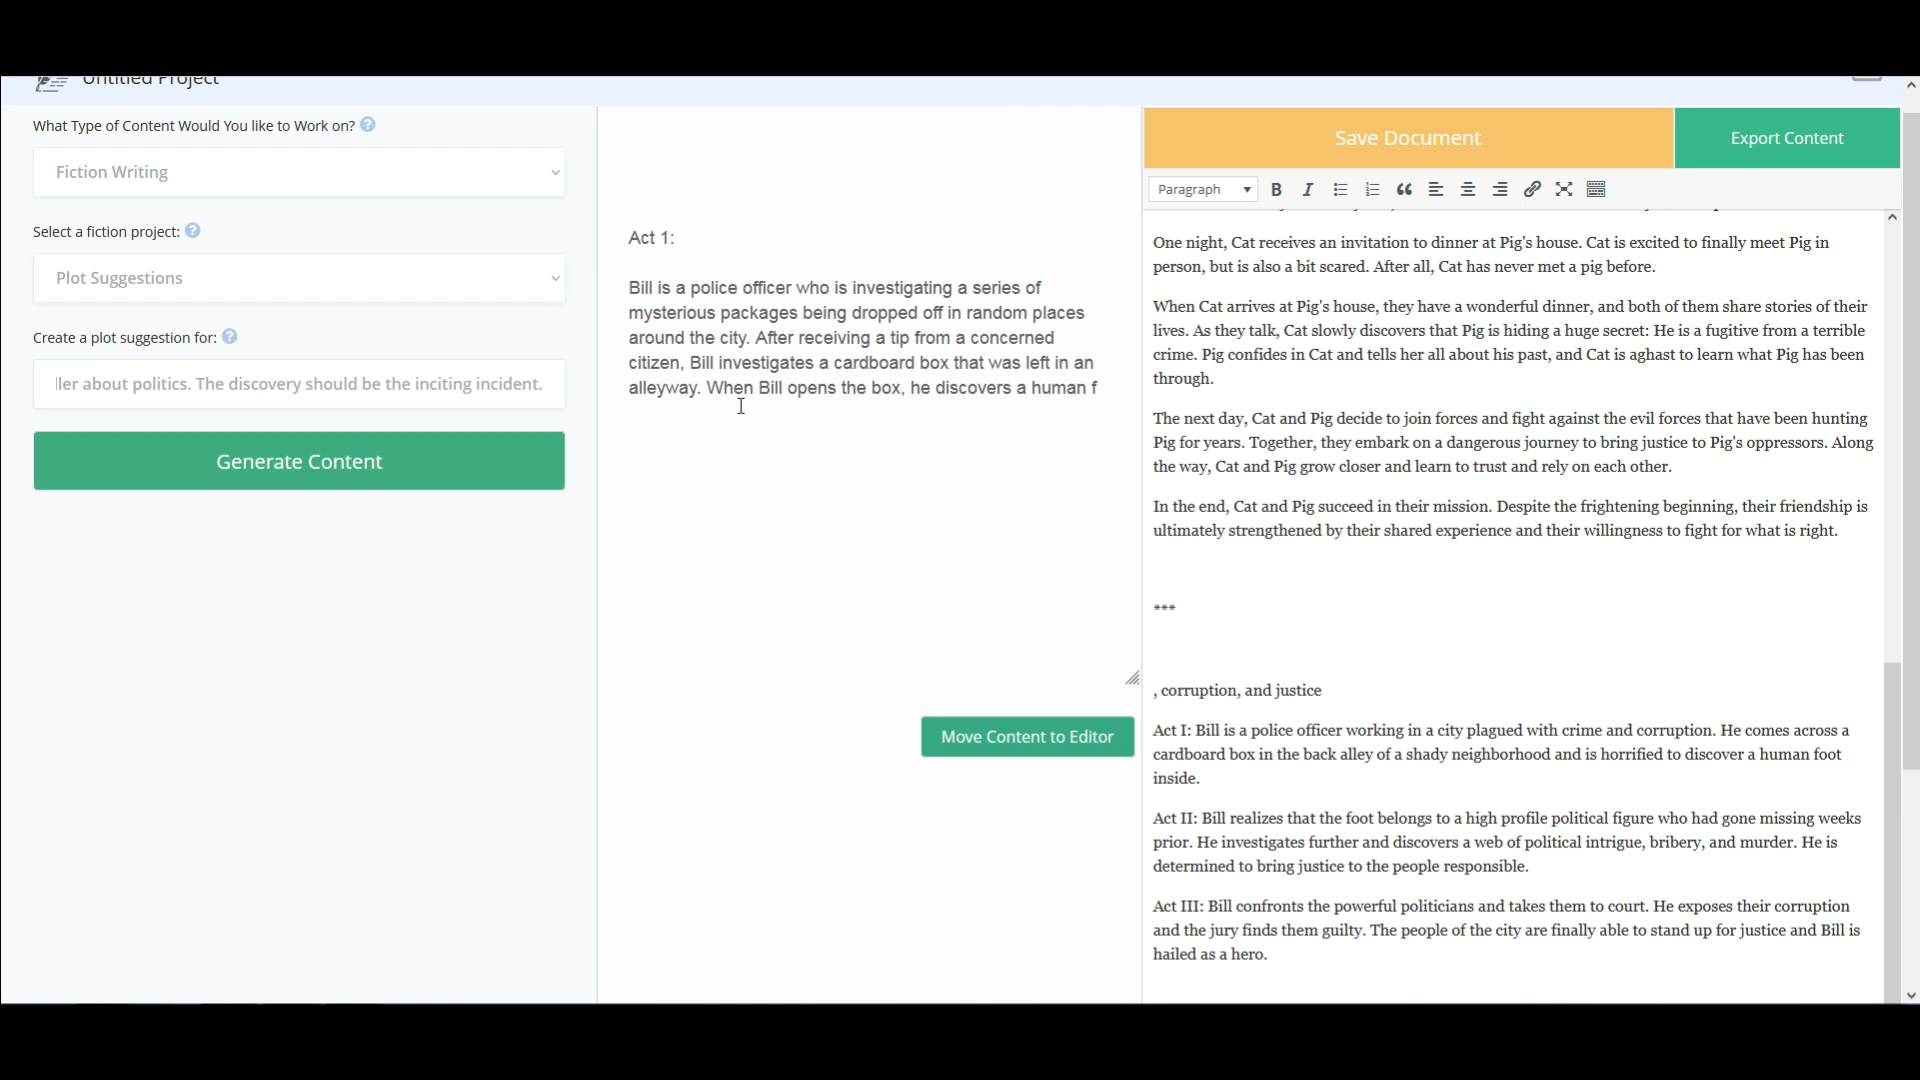 Untitled Project
What Type of Content Would You like to Work on? ?
Fiction Writing
Select a fiction project: ?
Plot Suggestions
Create a plot suggestion for: ?
ller about politics. The discovery should be the inciting incident.
Generate Content
Act 1:
Bill is a police officer who is investigating a series of
mysterious packages being dropped off in random places
around the city. After receiving a tip from a concerned
citizen, Bill investigates a cardboard box that was left in an
alleyway. When Bill opens the box, he discovers a human f
Move Content to Editor
Save Document
Export Content
Paragraph
One night, Cat receives an invitation to dinner at Pig's house. Cat is excited to finally meet Pig in
person, but is also a bit scared. After all, Cat has never met a pig before.
When Cat arrives at Pig's house, they have a wonderful dinner, and both of them share stories of their
lives. As they talk, Cat slowly discovers that Pig is hiding a huge secret: He is a fugitive from a terrible
crime. Pig confides in Cat and tells her all about his past, and Cat is aghast to learn what Pig has been
through.
The next day, Cat and Pig decide to join forces and fight against the evil forces that have been hunting
Pig for years. Together, they embark on a dangerous journey to bring justice to Pig's oppressors. Along
the way, Cat and Pig grow closer and learn to trust and rely on each other.
In the end, Cat and Pig succeed in their mission. Despite the frightening beginning, their friendship is
ultimately strengthened by their shared experience and their willingness to fight for what is right.
***
, corruption, and justice
Act I: Bill is a police officer working in a city plagued with crime and corruption. He comes across a
cardboard box in the back alley of a shady neighborhood and is horrified to discover a human foot
inside.
Act II: Bill realizes that the foot belongs to a high profile political figure who had gone missing weeks
prior. He investigates further and discovers a web of political intrigue, bribery, and murder. He is
determined to bring justice to the people responsible.
Act III: Bill confronts the powerful politicians and takes them to court. He exposes their corruption
and the jury finds them guilty. The people of the city are finally able to stand up for justice and Bill is
hailed as a hero.